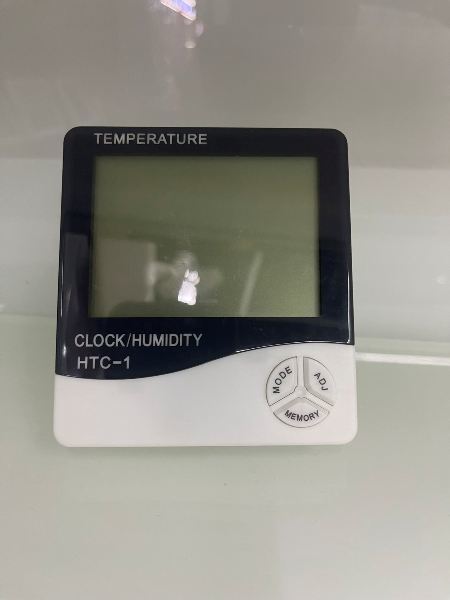 TEMPERATURE
CLOCK/HUMIDITY
HTC-1
MODE
ADJ
MEMORY